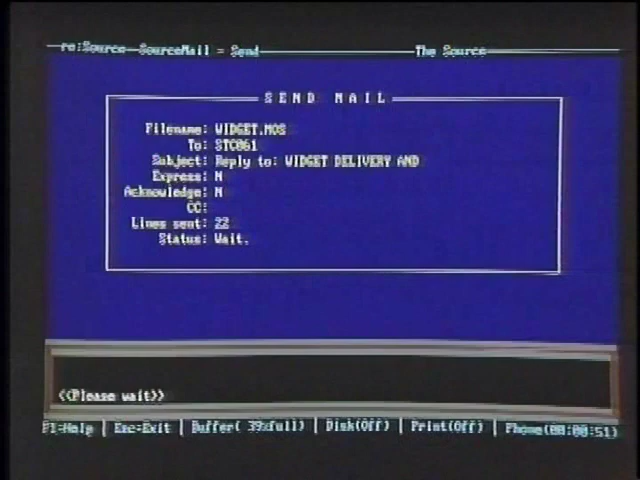 re:Source SourceMail - Send The Source
SEND MAIL
Filename: WIDGET.MOS
To: STC061
Subject: Reply to: WIDGET DELIVERY AND
Express: N
Acknowledge: N
CC:
Lines sent: 22
Status: Wait.
<<Please wait>>
F1=Help | Esc=Exit | Buffer( 39%full) | Disk(Off) | Print(Off) | Phone(00:00:51)